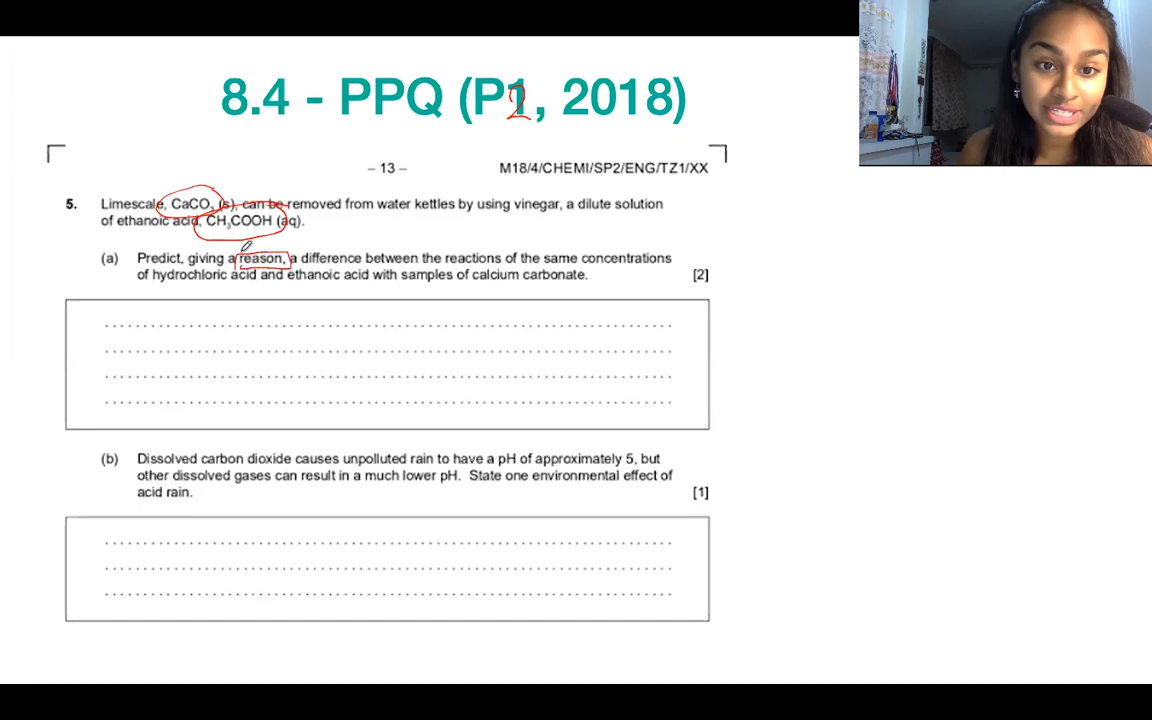 8.4 - PPQ (P2, 2018)
– 13 –
M18/4/CHEMI/SP2/ENG/TZ1/XX
5. Limescale, CaCO₃ (s), can be removed from water kettles by using vinegar, a dilute solution
of ethanoic acid, CH₃COOH (aq).
(a) Predict, giving a reason, a difference between the reactions of the same concentrations
of hydrochloric acid and ethanoic acid with samples of calcium carbonate. [2]
(b) Dissolved carbon dioxide causes unpolluted rain to have a pH of approximately 5, but
other dissolved gases can result in a much lower pH. State one environmental effect of
acid rain. [1]